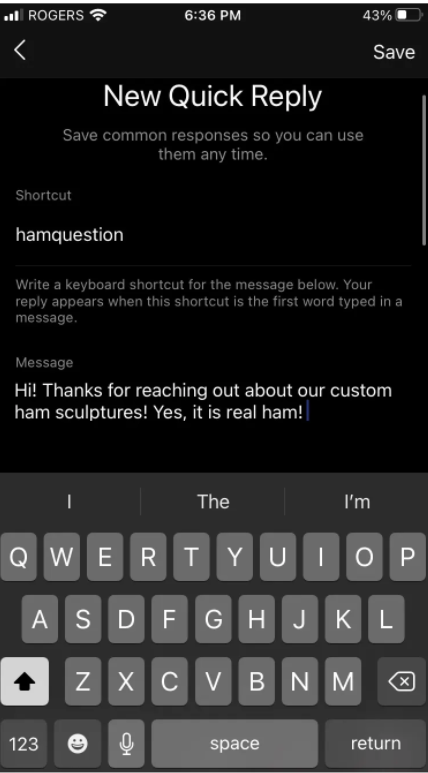 ROGERS 6:36 PM 43%
Save
New Quick Reply
Save common responses so you can use
them any time.
Shortcut
hamquestion
Write a keyboard shortcut for the message below. Your
reply appears when this shortcut is the first word typed in a
message.
Message
Hi! Thanks for reaching out about our custom
ham sculptures! Yes, it is real ham!
I The I'm
Q W E R T Y U I O P
A S D F G H J K L
Z X C V B N M
123 space return